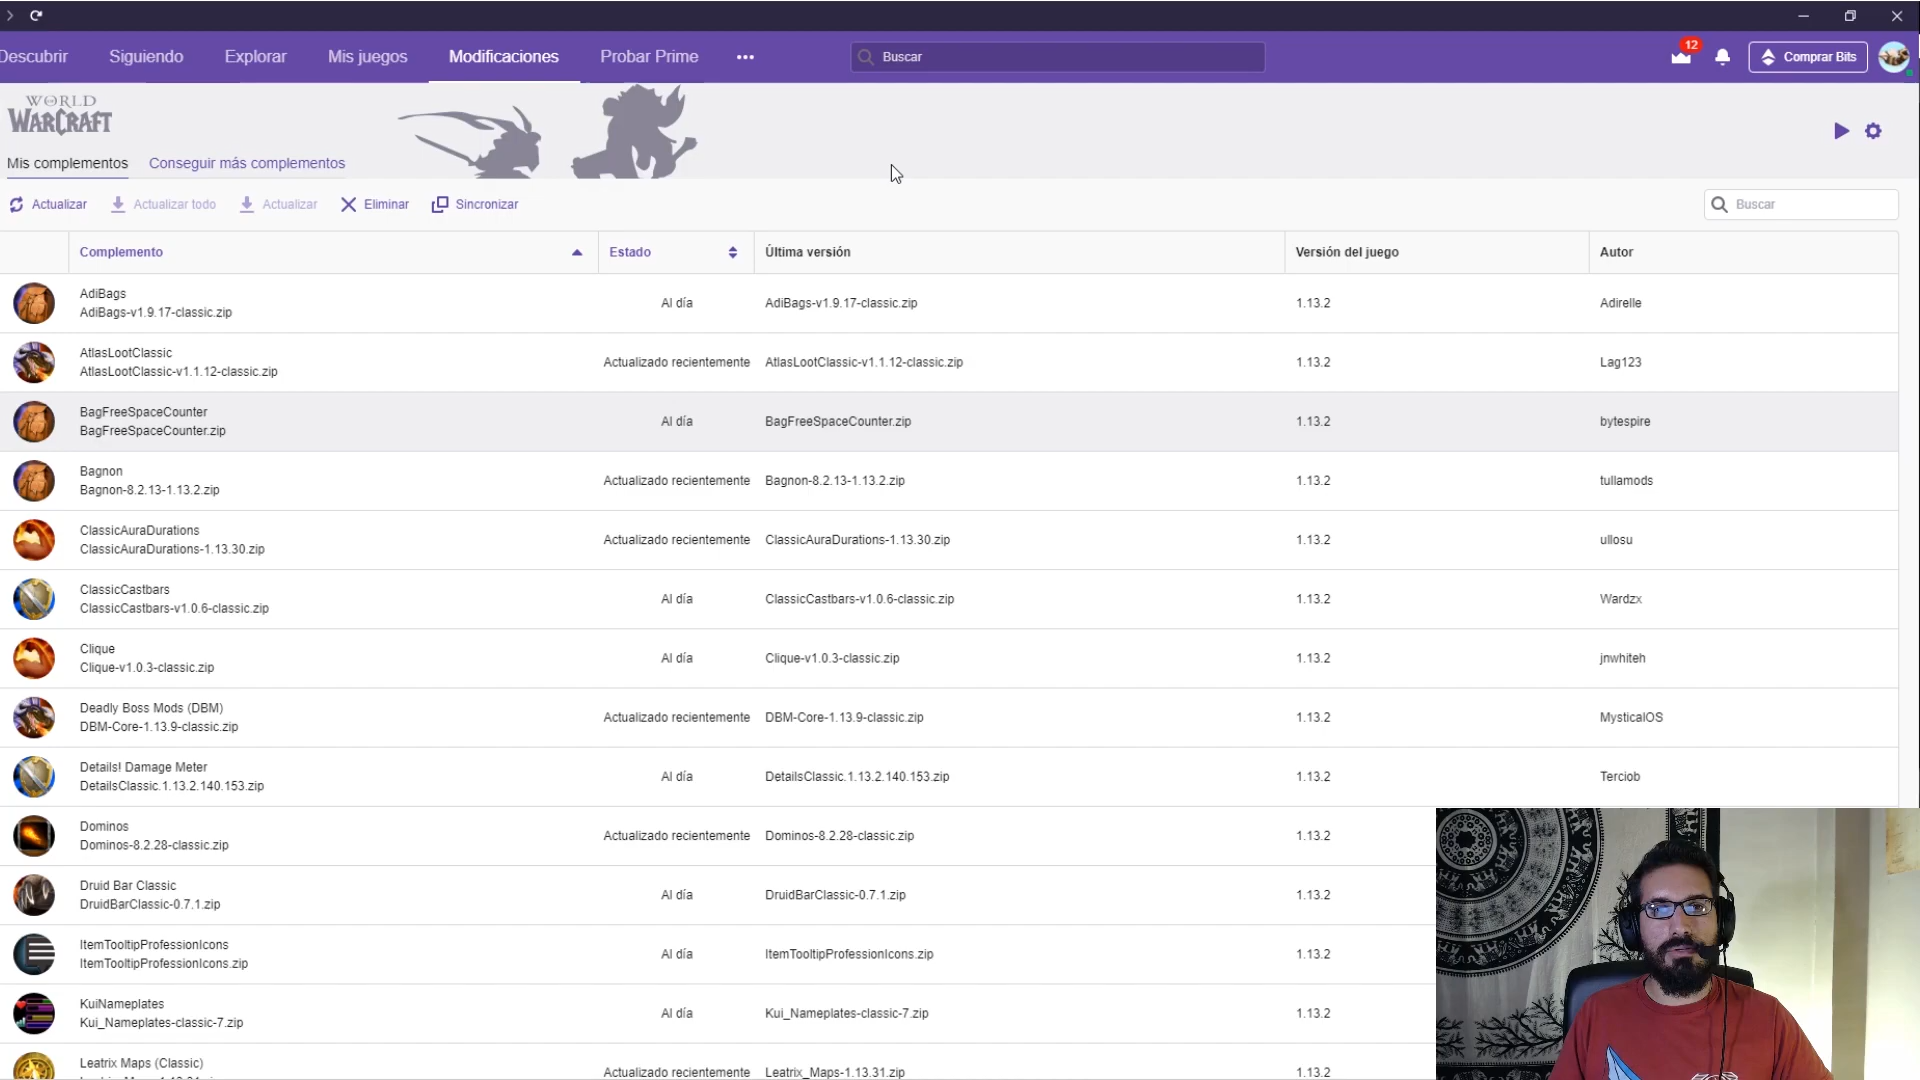 Descubrir Siguiendo Explorar Mis juegos Modificaciones Probar Prime ••• Buscar 12 Comprar Bits
WORLD
WARCRAFT
Mis complementos Conseguir más complementos
Actualizar Actualizar todo Actualizar Eliminar Sincronizar Buscar
Complemento Estado Última versión Versión del juego Autor
AdiBags
AdiBags-v1.9.17-classic.zip Al día AdiBags-v1.9.17-classic.zip 1.13.2 Adirelle
AtlasLootClassic
AtlasLootClassic-v1.1.12-classic.zip Actualizado recientemente AtlasLootClassic-v1.1.12-classic.zip 1.13.2 Lag123
BagFreeSpaceCounter
BagFreeSpaceCounter.zip Al día BagFreeSpaceCounter.zip 1.13.2 bytespire
Bagnon
Bagnon-8.2.13-1.13.2.zip Actualizado recientemente Bagnon-8.2.13-1.13.2.zip 1.13.2 tullamods
ClassicAuraDurations
ClassicAuraDurations-1.13.30.zip Actualizado recientemente ClassicAuraDurations-1.13.30.zip 1.13.2 ullosu
ClassicCastbars
ClassicCastbars-v1.0.6-classic.zip Al día ClassicCastbars-v1.0.6-classic.zip 1.13.2 Wardzx
Clique
Clique-v1.0.3-classic.zip Al día Clique-v1.0.3-classic.zip 1.13.2 jnwhiteh
Deadly Boss Mods (DBM)
DBM-Core-1.13.9-classic.zip Actualizado recientemente DBM-Core-1.13.9-classic.zip 1.13.2 MysticalOS
Details! Damage Meter
DetailsClassic.1.13.2.140.153.zip Al día DetailsClassic.1.13.2.140.153.zip 1.13.2 Terciob
Dominos
Dominos-8.2.28-classic.zip Actualizado recientemente Dominos-8.2.28-classic.zip 1.13.2
Druid Bar Classic
DruidBarClassic-0.7.1.zip Al día DruidBarClassic-0.7.1.zip 1.13.2
ItemTooltipProfessionIcons
ItemTooltipProfessionIcons.zip Al día ItemTooltipProfessionIcons.zip 1.13.2
KuiNameplates
Kui_Nameplates-classic-7.zip Al día Kui_Nameplates-classic-7.zip 1.13.2
Leatrix Maps (Classic)
Actualizado recientemente Leatrix_Maps-1.13.31.zip 1.13.2